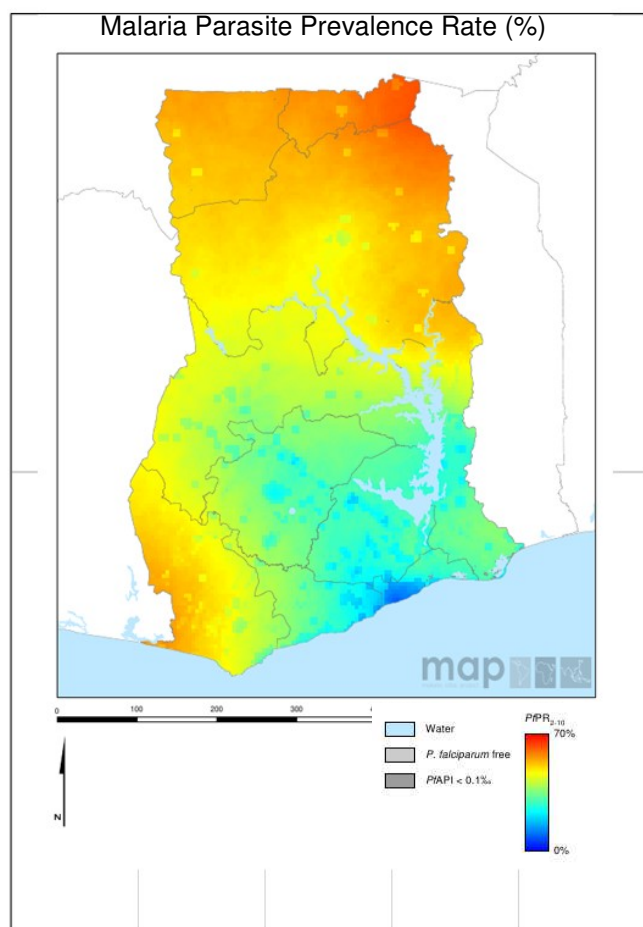 Malaria Parasite Prevalence Rate (%)
map
0 100 200 300
Water
P. falciparum free
PfAPI < 0.1‰
PfPR2-10
70%
0%
N